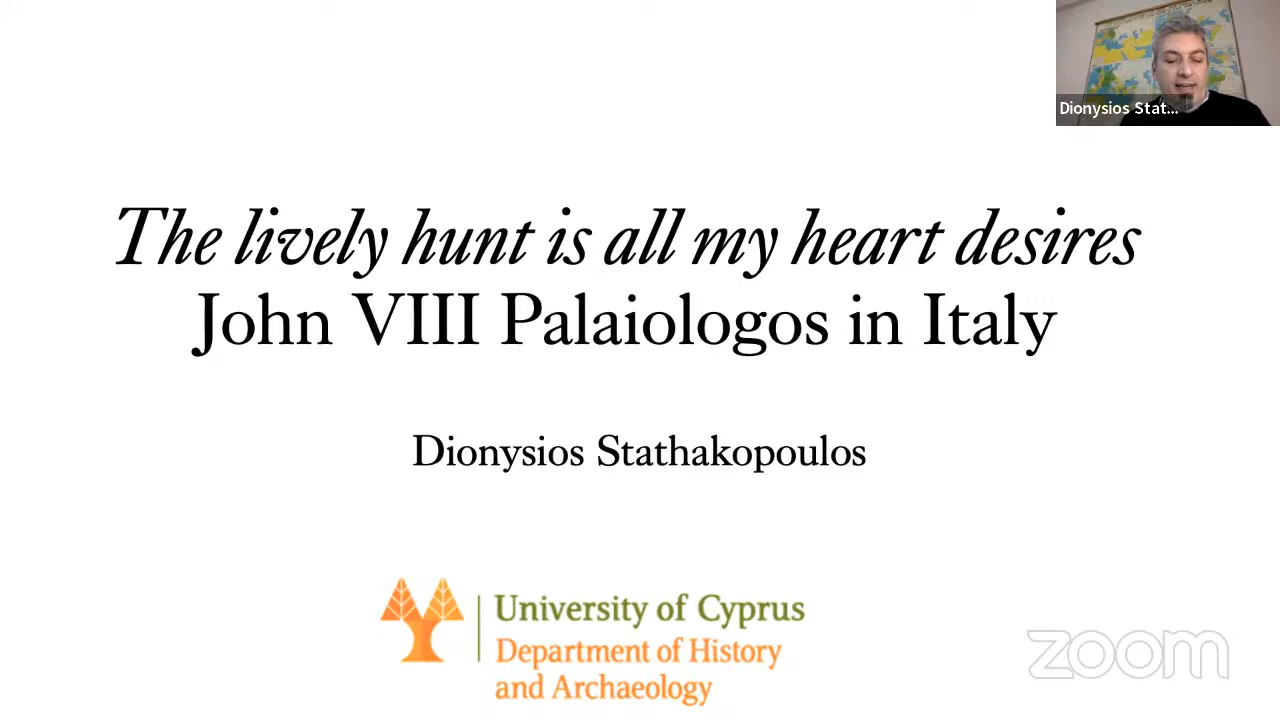 Dionysios Stat...
The lively hunt is all my heart desires
John VIII Palaiologos in Italy
Dionysios Stathakopoulos
University of Cyprus
Department of History
and Archaeology
zoom